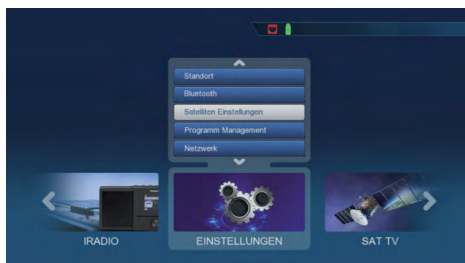 Standort
Bluetooth
Satelliten Einstellungen
Programm Management
Netzwerk
IRADIO
EINSTELLUNGEN
SAT TV